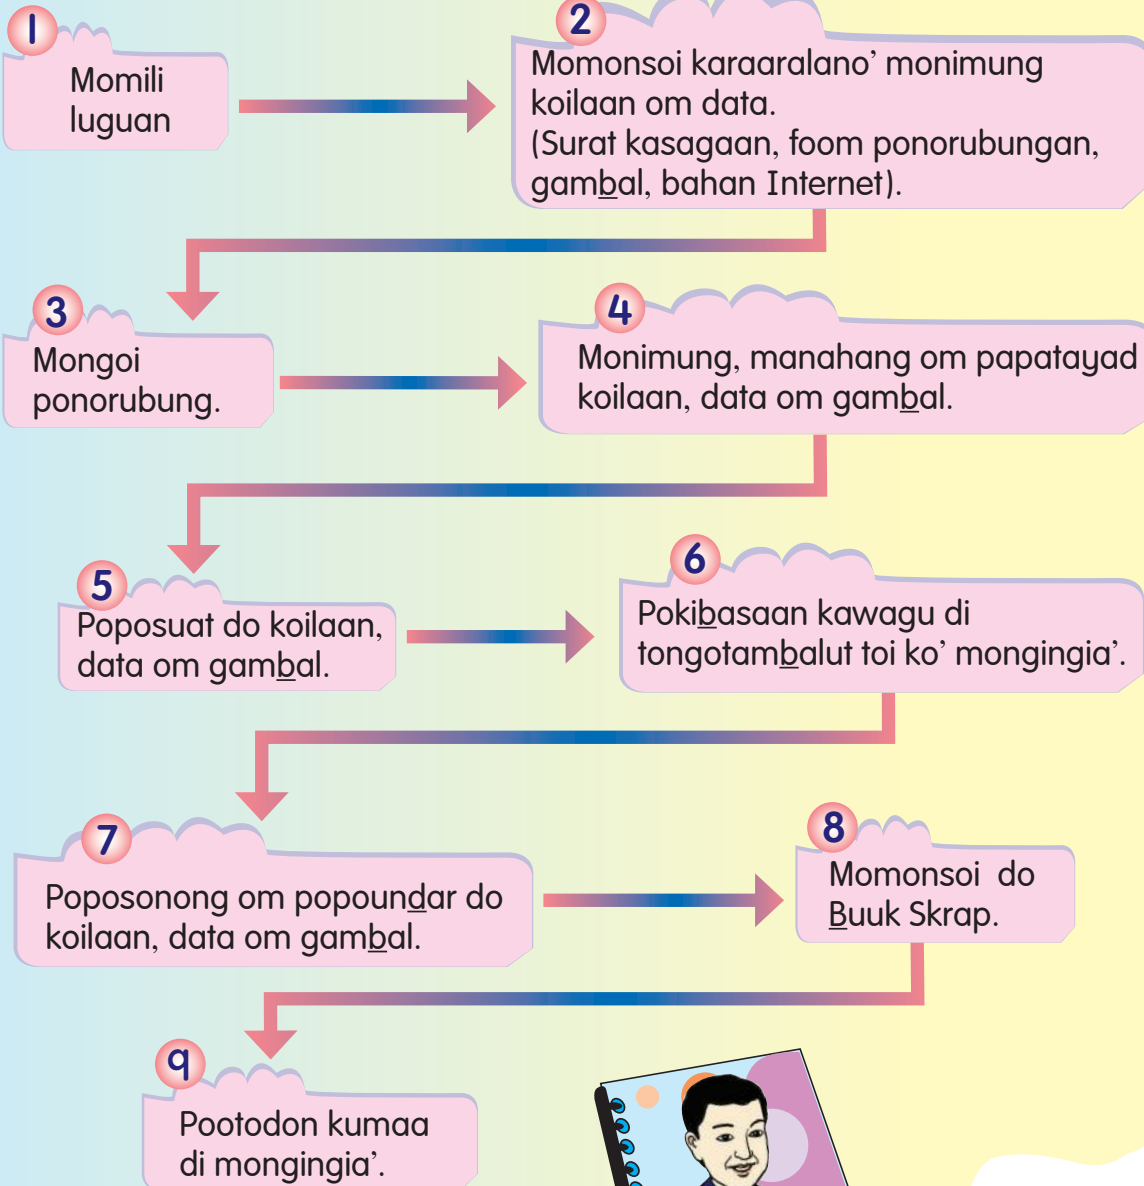 1
Momili
luguan
2
Momonsoi karaaralano’ monimung
koilaan om data.
(Surat kasagaan, foom ponorubungan,
gambal, bahan Internet).
3
Mongoi
ponorubung.
4
Monimung, manahang om papatayad
koilaan, data om gambal.
5
Poposuat do koilaan,
data om gambal.
6
Pokibasaan kawagu di
tongotambalut toi ko’ mongingia’.
7
Poposonong om popoundar do
koilaan, data om gambal.
8
Momonsoi do
Buuk Skrap.
9
Pootodon kumaa
di mongingia’.